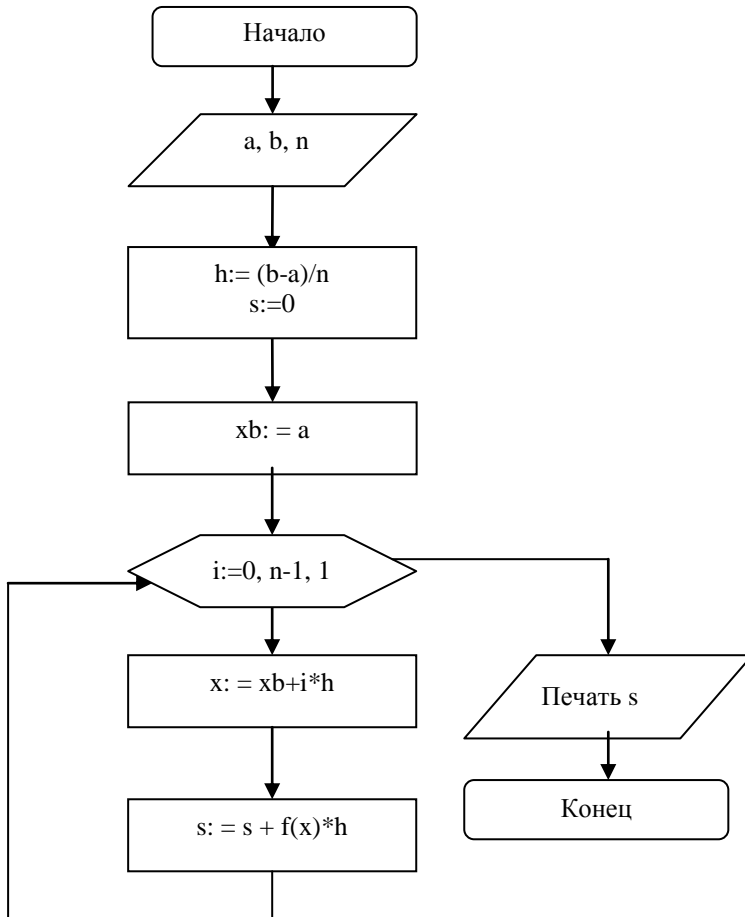 Начало
a, b, n
h:= (b-a)/n
s:=0
xb: = a
i:=0, n-1, 1
x: = xb+i*h
s: = s + f(x)*h
Печать s
Конец